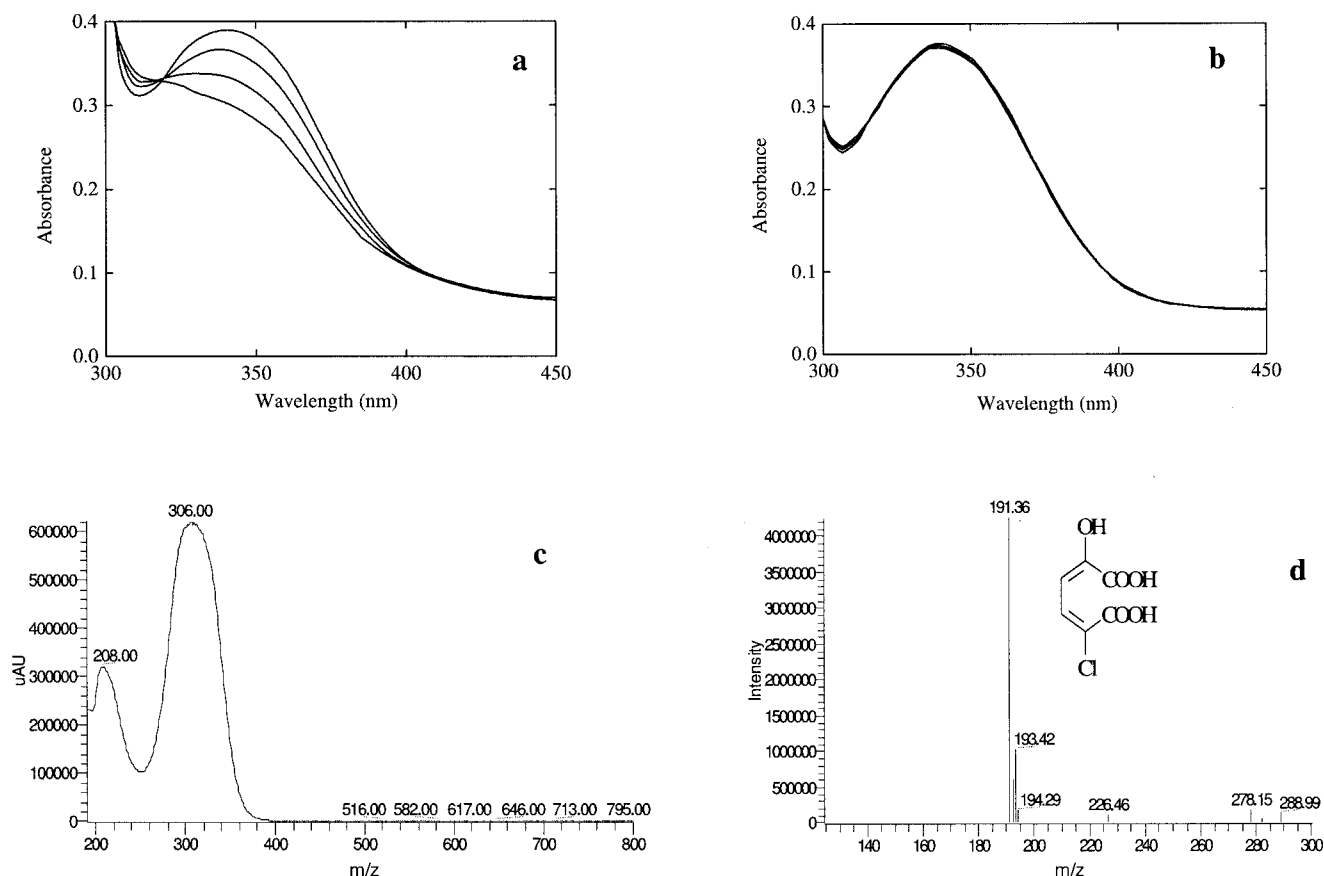 a
0.4
0.3
0.2
0.1
0.0
Absorbance
300
350
400
450
Wavelength (nm)
b
0.4
0.3
0.2
0.1
0.0
Absorbance
300
350
400
450
Wavelength (nm)
c
306.00
208.00
600000
500000
400000
300000
200000
100000
0
uAU
516.00 582.00 617.00 646.00 713.00 795.00
200 300 400 500 600 700 800
m/z
d
191.36
OH
COOH
COOH
Cl
4000000
3500000
3000000
2500000
2000000
1500000
1000000
500000
0
Intensity
193.42
194.29
226.46
278.15
288.99
140 160 180 200 220 240 260 280 300
m/z